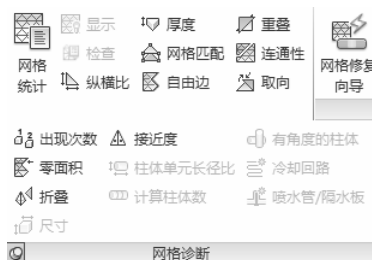 网格统计
显示
厚度
重叠
检查
网格匹配
连通性
网格修复向导
纵横比
自由边
取向
出现次数
接近度
有角度的柱体
零面积
柱体单元长径比
冷却回路
折叠
计算柱体数
喷水管/隔水板
尺寸
网格诊断